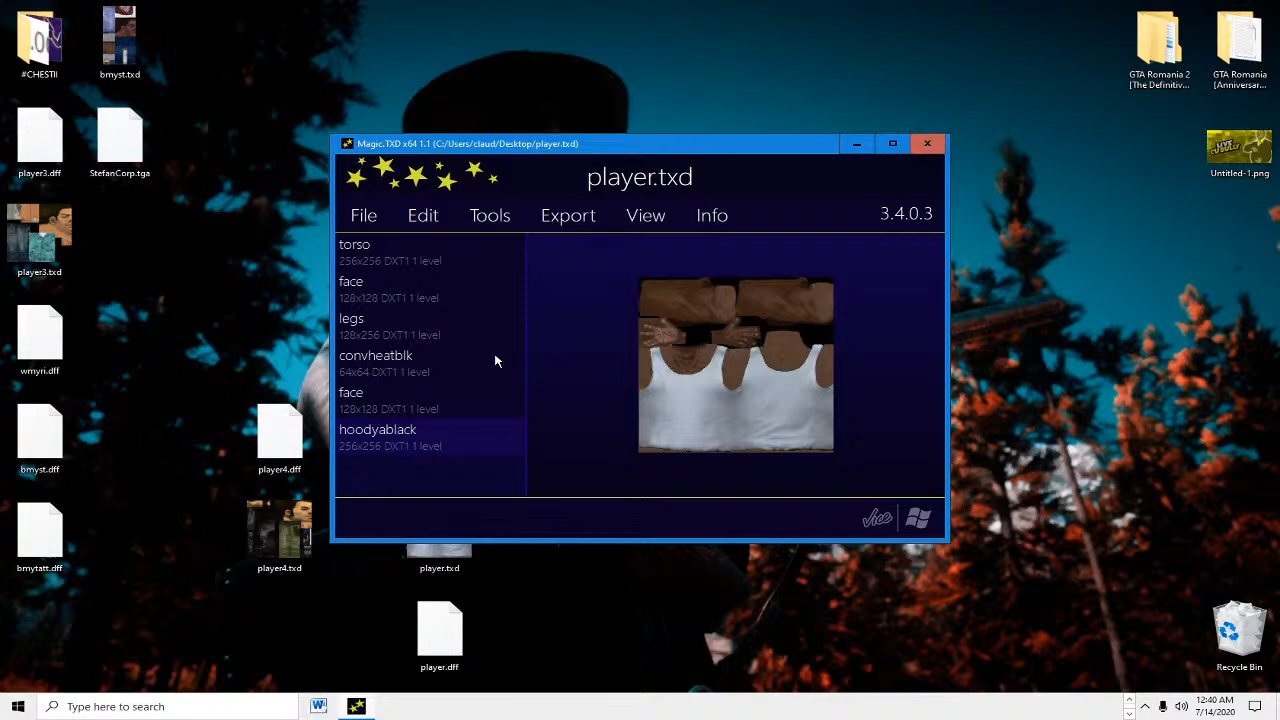 #CHESTII
bmyst.txd
GTA Romania 2
[The Definitiv...
GTA Romania
[Anniversar...
player3.dff
StefanCorp.tga
Untitled-1.png
player3.txd
wmyri.dff
bmyst.dff
player4.dff
bmytatt.dff
player4.txd
player.txd
player.dff
Recycle Bin
Magic.TXD x64 1.1 (C:/Users/claud/Desktop/player.txd)
player.txd
File Edit Tools Export View Info 3.4.0.3
torso
256x256 DXT1 1 level
face
128x128 DXT1 1 level
legs
128x256 DXT1 1 level
convheatblk
64x64 DXT1 1 level
face
128x128 DXT1 1 level
hoodyablack
256x256 DXT1 1 level
Vice
Type here to search
12:40 AM
7/14/2020